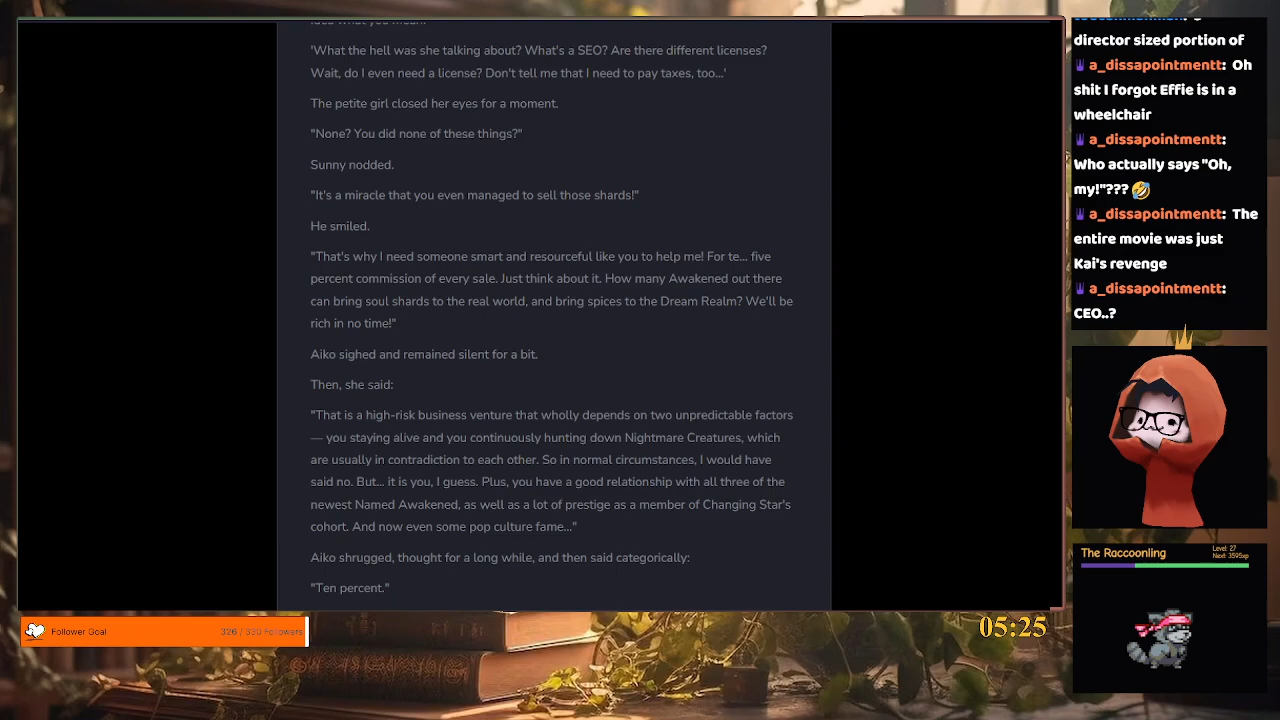 idea what you mean.
'What the hell was she talking about? What's a SEO? Are there different licenses?
Wait, do I even need a license? Don't tell me that I need to pay taxes, too...'
The petite girl closed her eyes for a moment.
"None? You did none of these things?"
Sunny nodded.
"It's a miracle that you even managed to sell those shards!"
He smiled.
"That's why I need someone smart and resourceful like you to help me! For te... five
percent commission of every sale. Just think about it. How many Awakened out there
can bring soul shards to the real world, and bring spices to the Dream Realm? We'll be
rich in no time!"
Aiko sighed and remained silent for a bit.
Then, she said:
"That is a high-risk business venture that wholly depends on two unpredictable factors
— you staying alive and you continuously hunting down Nightmare Creatures, which
are usually in contradiction to each other. So in normal circumstances, I would have
said no. But... it is you, I guess. Plus, you have a good relationship with all three of the
newest Named Awakened, as well as a lot of prestige as a member of Changing Star's
cohort. And now even some pop culture fame..."
Aiko shrugged, thought for a long while, and then said categorically:
"Ten percent."
director sized portion of
a_dissapointmentt: Oh
shit I forgot Effie is in a
wheelchair
a_dissapointmentt:
Who actually says "Oh,
my!"??? 🤣
a_dissapointmentt: The
entire movie was just
Kai's revenge
a_dissapointmentt:
CEO..?
The Raccoonling
Level: 27
Next: 3595xp
Follower Goal
326 / 330 Followers
05:25